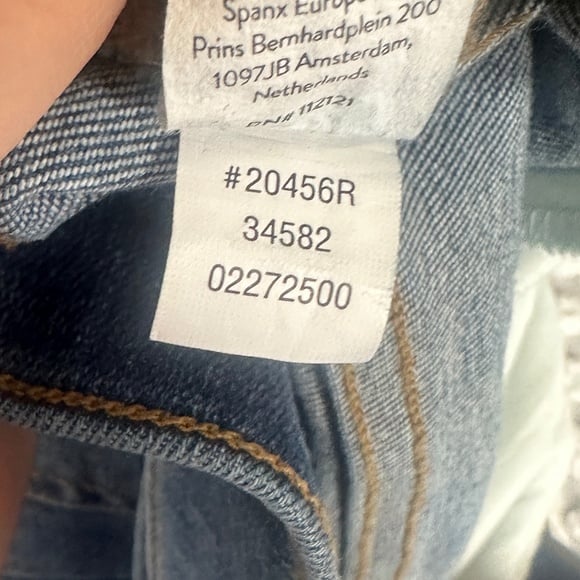 Spanx Europe
Prins Bernhardplein 200
1097JB Amsterdam,
Netherlands
#20456R
34582
02272500